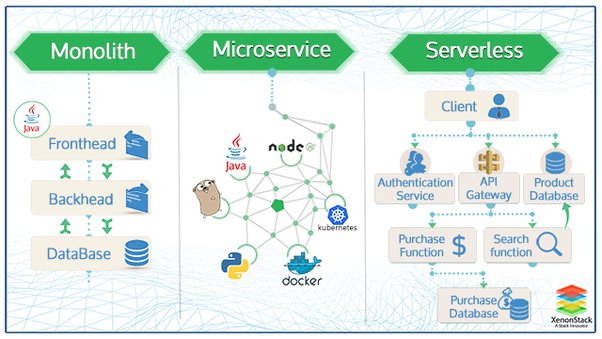 Monolith
Microservice
Serverless
Java
Fronthead
Backhead
DataBase
Java
node
JS
kubernetes
docker
Client
Authentication
Service
API
Gateway
Product
Database
Purchase
Function
$
Search
function
Purchase
Database
$
XenonStack
A Stack Innovator